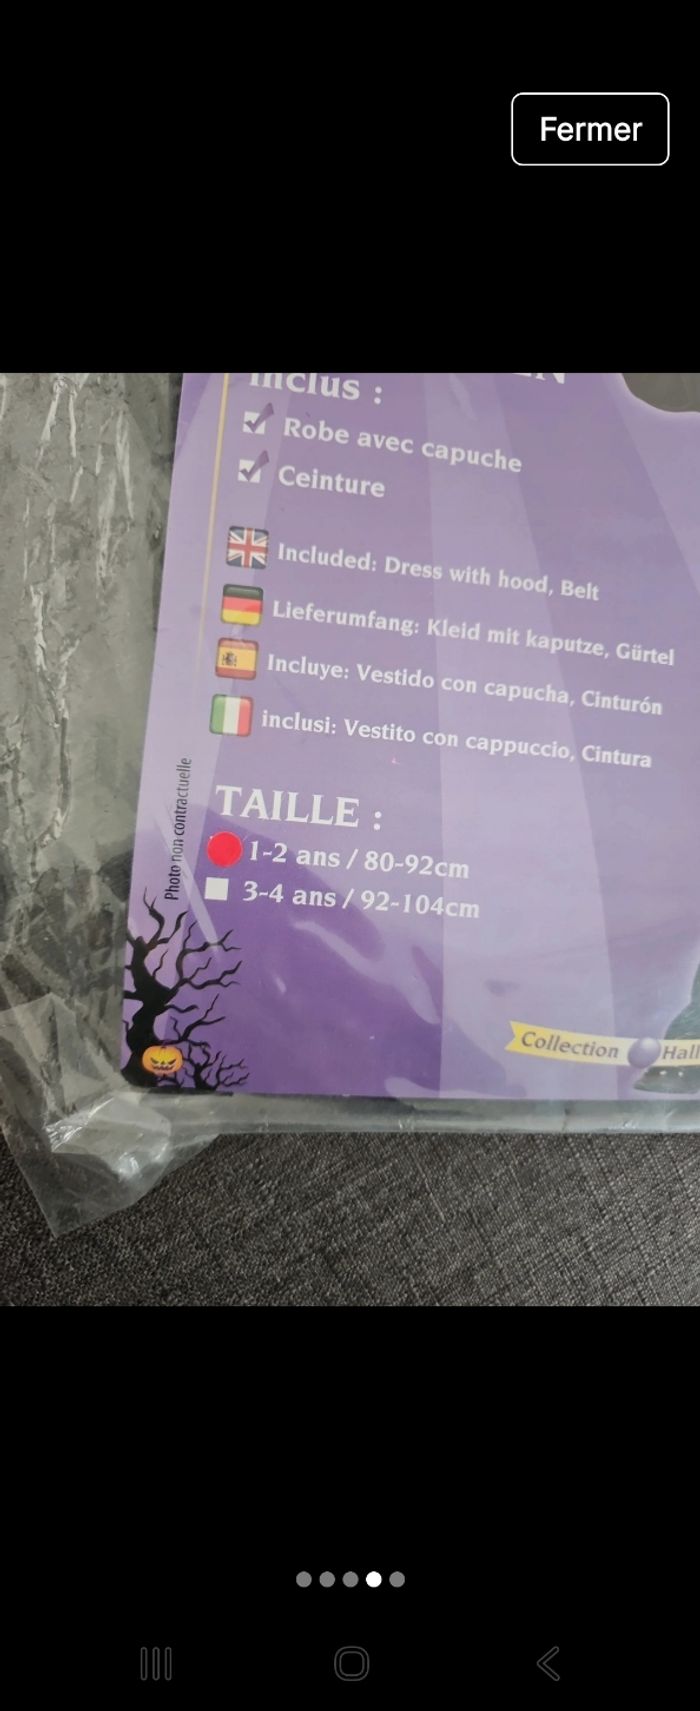 Fermer
Inclus :
Robe avec capuche
Ceinture
Included: Dress with hood, Belt
Lieferumfang: Kleid mit kaputze, Gürtel
Incluye: Vestido con capucha, Cinturón
inclusi: Vestito con cappuccio, Cintura
Photo non contractuelle
TAILLE :
1-2 ans / 80-92cm
3-4 ans / 92-104cm
Collection